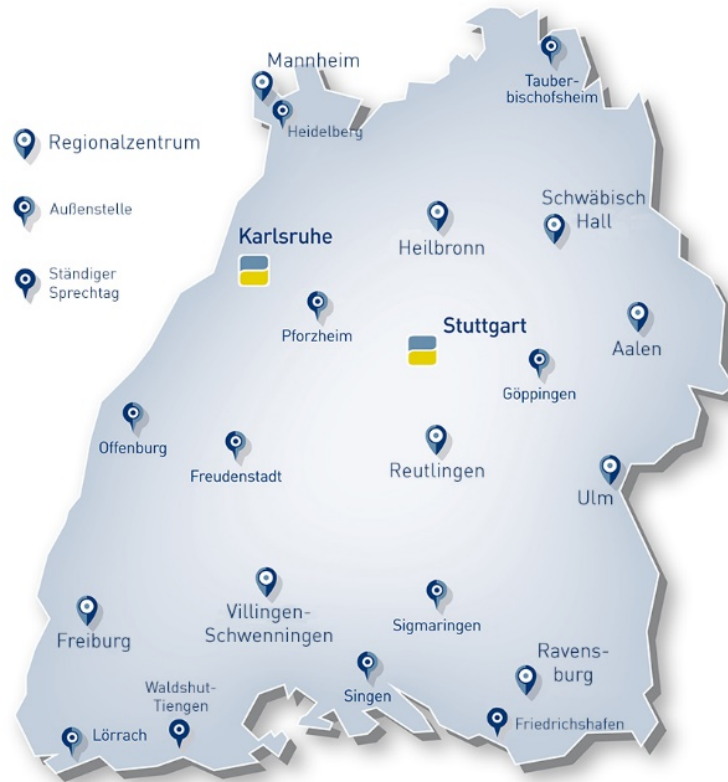 Mannheim
Tauber-
bischofsheim
Heidelberg
Regionalzentrum
Außenstelle
Ständiger
Sprechtag
Schwäbisch
Hall
Heilbronn
Karlsruhe
Pforzheim
Stuttgart
Aalen
Göppingen
Offenburg
Freudenstadt
Reutlingen
Ulm
Villingen-
Schwenningen
Freiburg
Sigmaringen
Ravens-
burg
Waldshut-
Tiengen
Singen
Lörrach
Friedrichshafen